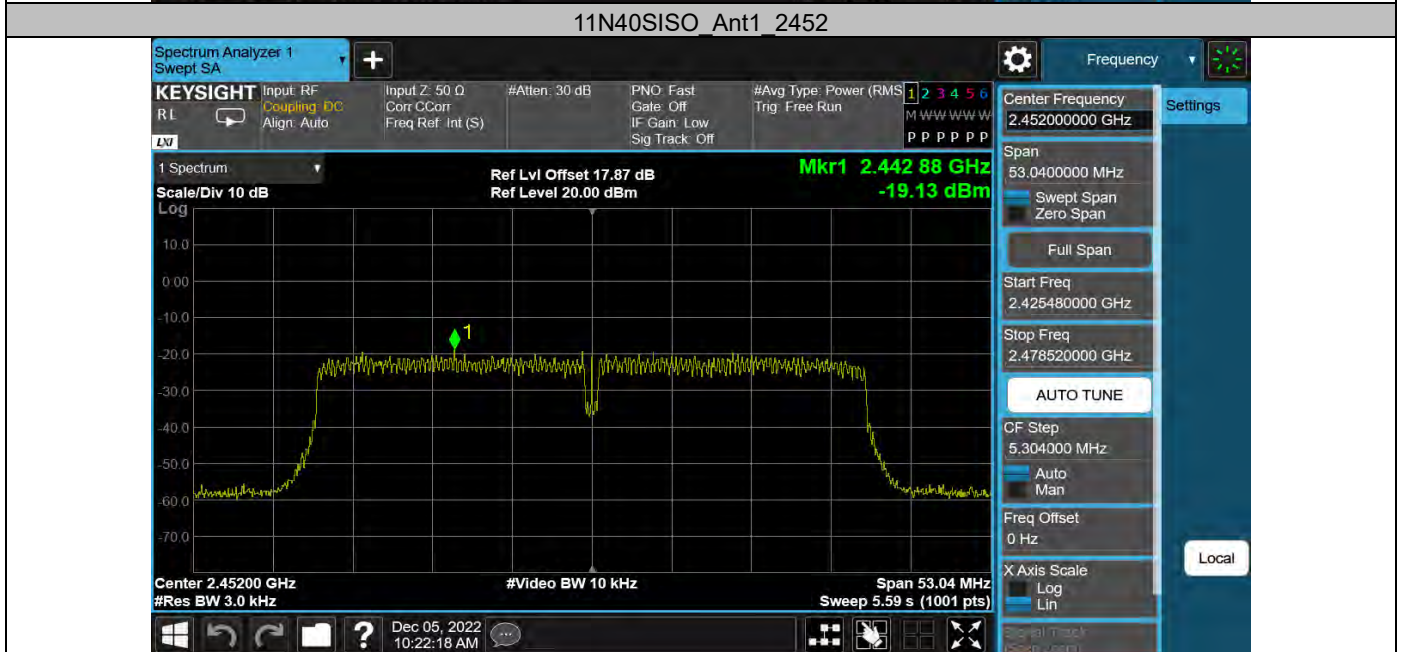 11N40SISO_Ant1_2452
Spectrum Analyzer 1
Swept SA
Frequency
KEYSIGHT
RL
LXI
Input: RF
Coupling: DC
Align: Auto
Input Z: 50 Ω
Corr CCorr
Freq Ref: Int (S)
#Atten: 30 dB
PNO: Fast
Gate: Off
IF Gain: Low
Sig Track: Off
#Avg Type: Power (RMS
Trig: Free Run
1 2 3 4 5 6
M W W W W W
P P P P P P
1 Spectrum
Scale/Div 10 dB
Log
Ref Lvl Offset 17.87 dB
Ref Level 20.00 dBm
Mkr1 2.442 88 GHz
-19.13 dBm
10.0
0.00
-10.0
-20.0
-30.0
-40.0
-50.0
-60.0
-70.0
1
Center 2.45200 GHz
#Res BW 3.0 kHz
#Video BW 10 kHz
Span 53.04 MHz
Sweep 5.59 s (1001 pts)
Dec 05, 2022
10:22:18 AM
Center Frequency
2.452000000 GHz
Span
53.0400000 MHz
Swept Span
Zero Span
Full Span
Start Freq
2.425480000 GHz
Stop Freq
2.478520000 GHz
AUTO TUNE
CF Step
5.304000 MHz
Auto
Man
Freq Offset
0 Hz
X Axis Scale
Log
Lin
Signal Track
Settings
Local